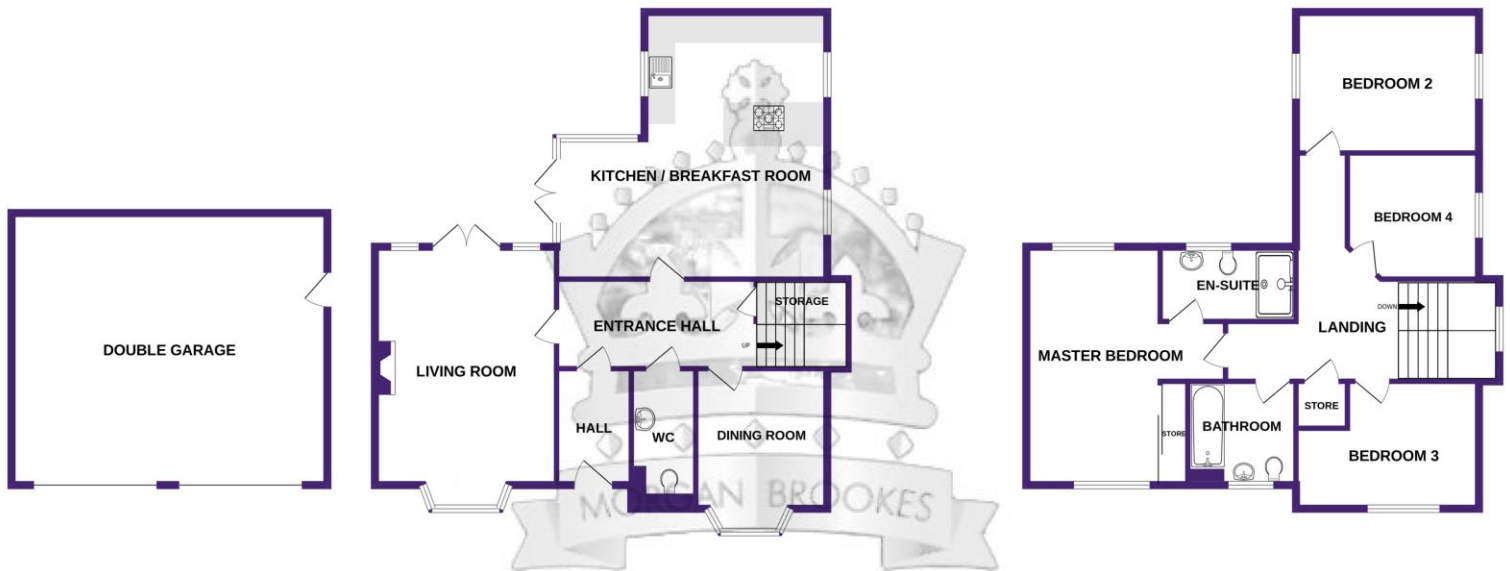 DOUBLE GARAGE
KITCHEN / BREAKFAST ROOM
LIVING ROOM
ENTRANCE HALL
STORAGE
UP
HALL
WC
DINING ROOM
MORGAN BROOKES
BEDROOM 2
BEDROOM 4
EN-SUITE
MASTER BEDROOM
LANDING
DOWN
STORE
BATHROOM
STORE
BEDROOM 3